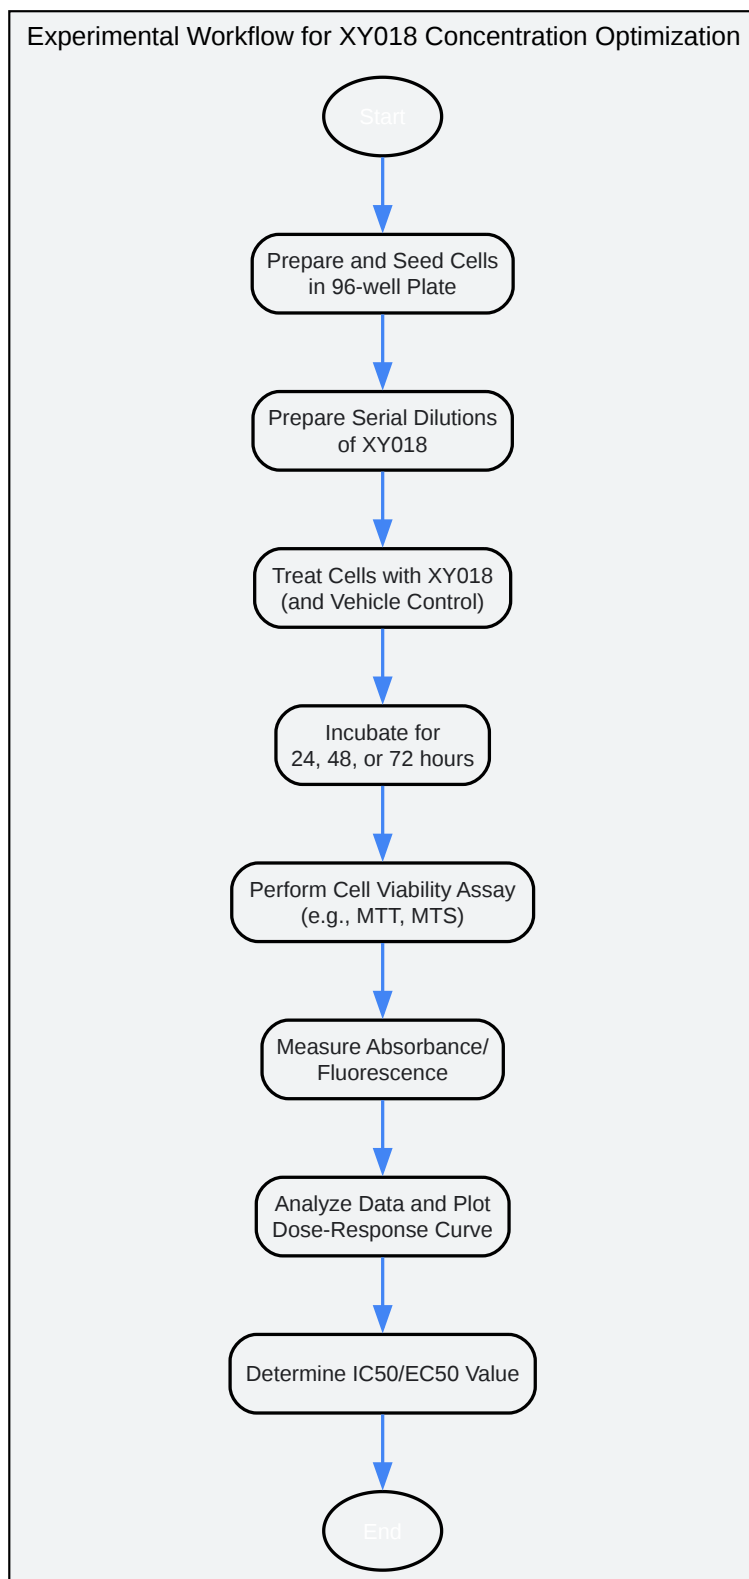 Experimental Workflow for XY018 Concentration Optimization
Start
Prepare and Seed Cells
in 96-well Plate
Prepare Serial Dilutions
of XY018
Treat Cells with XY018
(and Vehicle Control)
Incubate for
24, 48, or 72 hours
Perform Cell Viability Assay
(e.g., MTT, MTS)
Measure Absorbance/
Fluorescence
Analyze Data and Plot
Dose-Response Curve
Determine IC50/EC50 Value
End